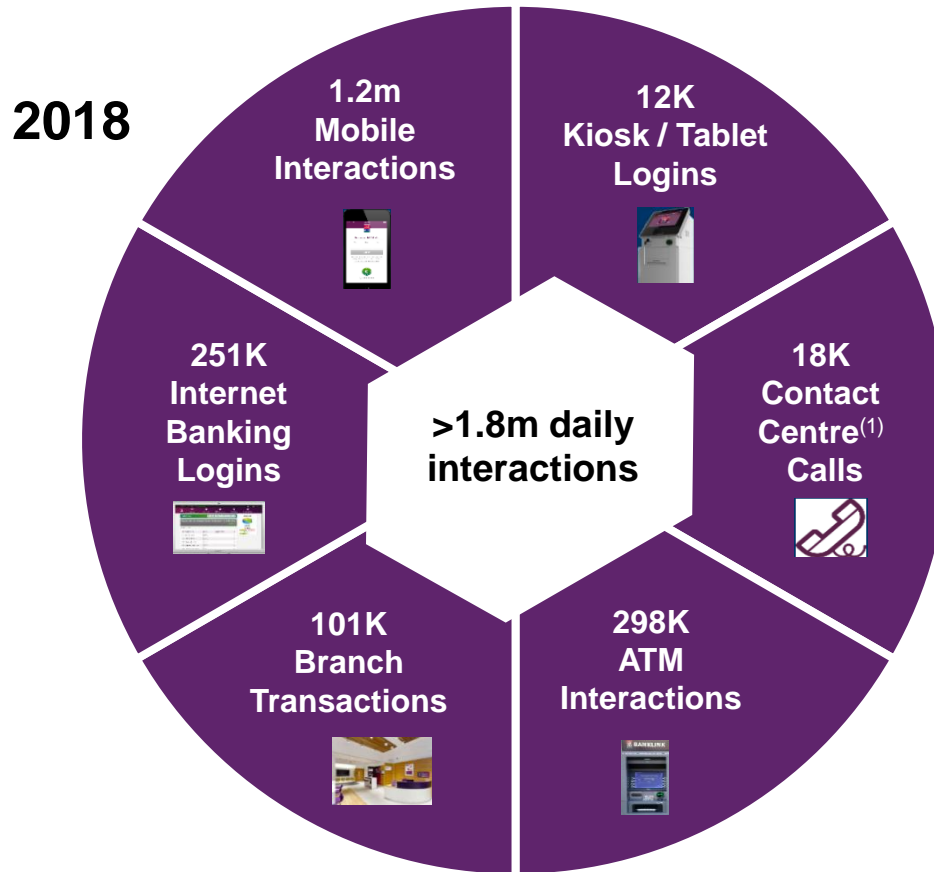 2018
1.2m
Mobile
Interactions
12K
Kiosk / Tablet
Logins
251K
Internet
Banking
Logins
>1.8m daily
interactions
18K
Contact
Centre(1)
Calls
101K
Branch
Transactions
298K
ATM
Interactions
BANKLINK